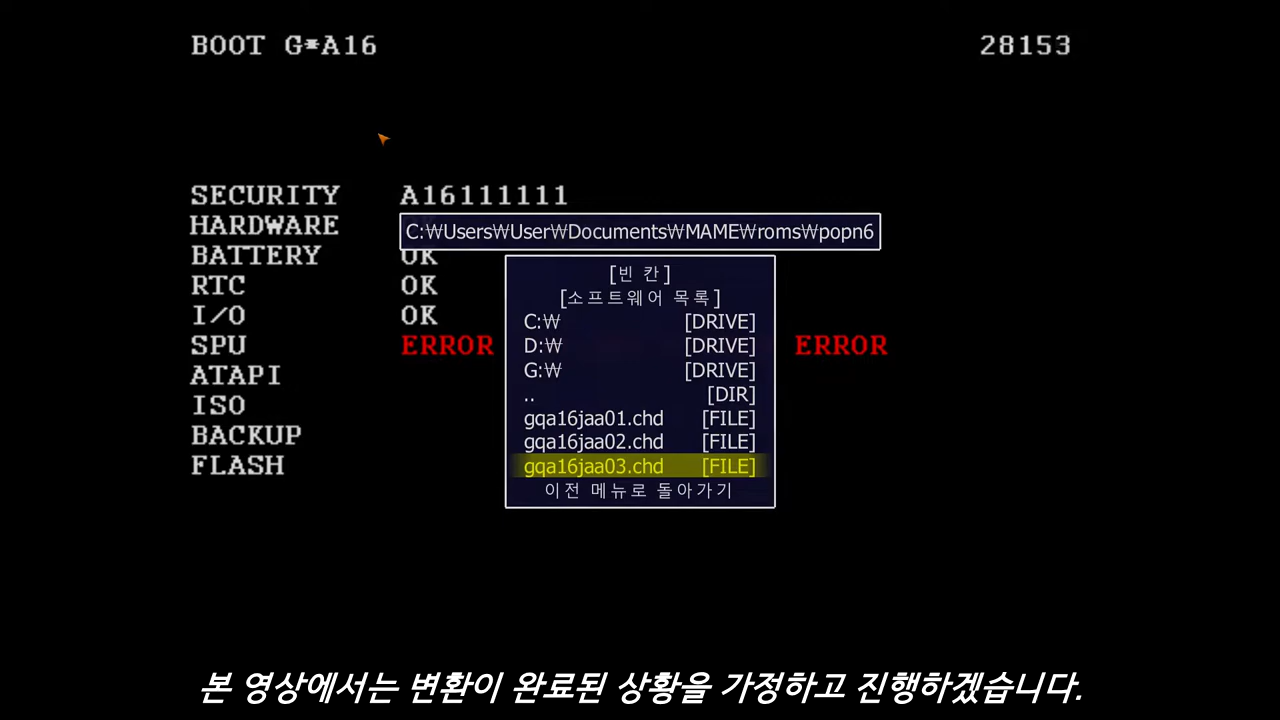 BOOT G*A16 28153
SECURITY A16111111
HARDWARE
C:₩Users₩User₩Documents₩MAME₩roms₩popn6
BATTERY OK
[빈 칸]
RTC OK
[소프트웨어 목록]
I/O OK
C:₩ [DRIVE]
SPU ERROR ERROR
D:₩ [DRIVE]
G:₩ [DRIVE]
ATAPI
.. [DIR]
ISO
gqa16jaa01.chd [FILE]
BACKUP
gqa16jaa02.chd [FILE]
FLASH
gqa16jaa03.chd [FILE]
이전 메뉴로 돌아가기
본 영상에서는 변환이 완료된 상황을 가정하고 진행하겠습니다.